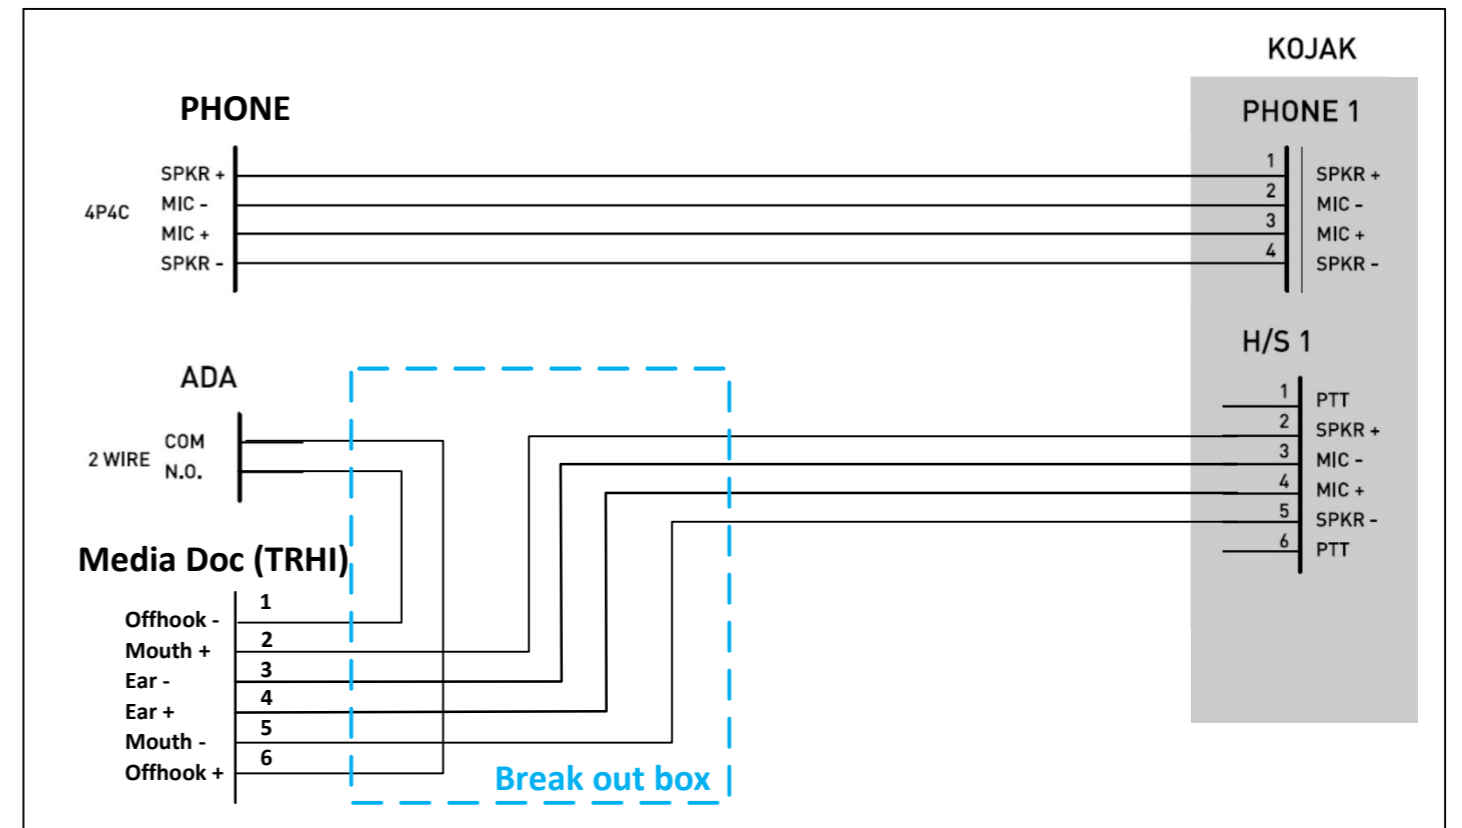 KOJAK
PHONE
PHONE 1
4P4C
SPKR +
MIC -
MIC +
SPKR -
1
2
3
4
SPKR +
MIC -
MIC +
SPKR -
ADA
2 WIRE
COM
N.O.
H/S 1
1
2
3
4
5
6
PTT
SPKR +
MIC -
MIC +
SPKR -
PTT
Media Doc (TRHI)
Offhook -
Mouth +
Ear -
Ear +
Mouth -
Offhook +
1
2
3
4
5
6
Break out box